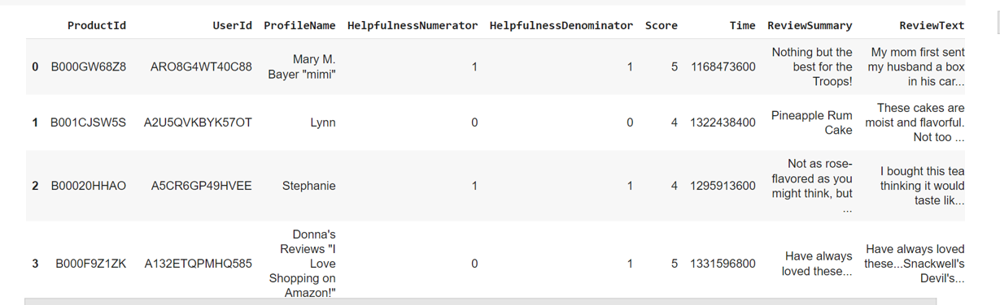 ProductId UserId ProfileName HelpfulnessNumerator HelpfulnessDenominator Score Time ReviewSummary ReviewText
0 B000GW68Z8 ARO8G4WT40C88 Mary M. Bayer "mimi" 1 1 5 1168473600 Nothing but the best for the Troops! My mom first sent my husband a box in his car...
1 B001CJSW5S A2U5QVKBYK57OT Lynn 0 0 4 1322438400 Pineapple Rum Cake These cakes are moist and flavorful. Not too ...
2 B00020HHAO A5CR6GP49HVEE Stephanie 1 1 4 1295913600 Not as rose-flavored as you might think, but ... I bought this tea thinking it would taste lik...
3 B000F9Z1ZK A132ETQPMHQ585 Donna's Reviews "I Love Shopping on Amazon!" 0 1 5 1331596800 Have always loved these... Have always loved these...Snackwell's Devil's...